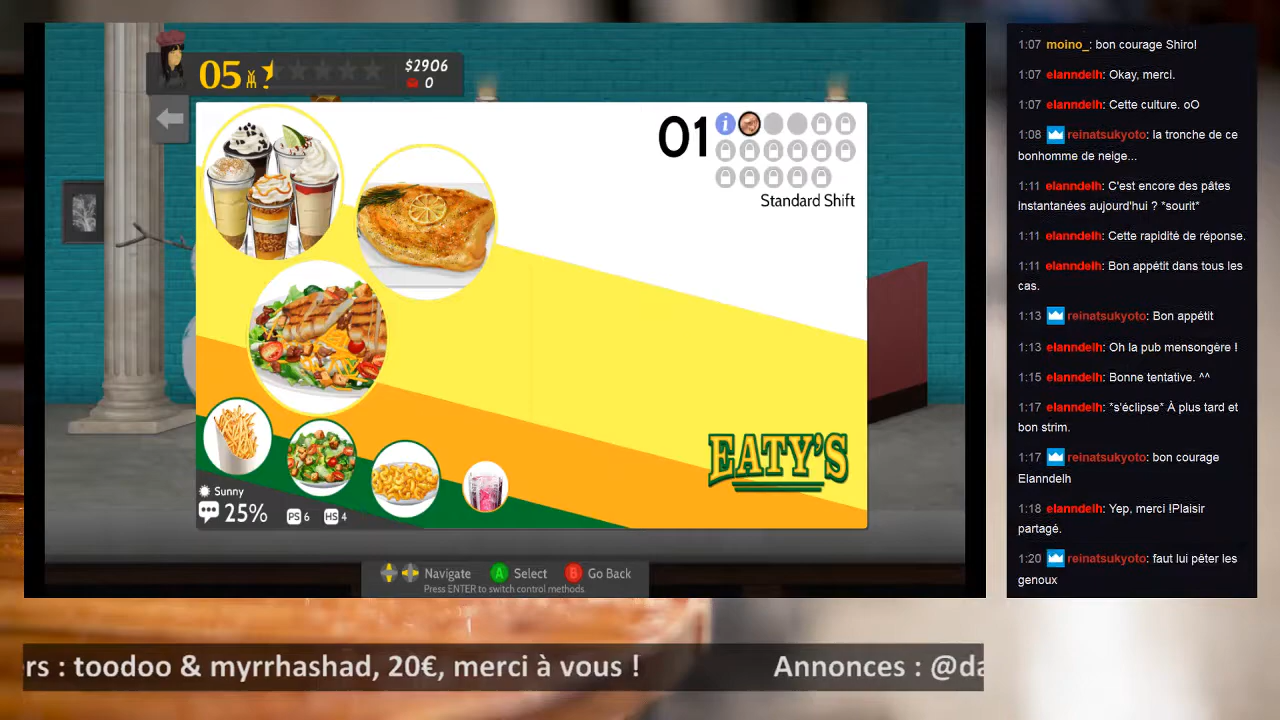 05
$2906
0
01
Standard Shift
EATY'S
Sunny
25%
PS 6
HS 4
Navigate
A Select
B Go Back
Press ENTER to switch control methods
1:07 moino_: bon courage Shirol
1:07 elanndelh: Okay, merci.
1:07 elanndelh: Cette culture. oO
1:08 reinatsukyoto: la tronche de ce
bonhomme de neige...
1:11 elanndelh: C'est encore des pâtes
instantanées aujourd'hui ? *sourit*
1:11 elanndelh: Cette rapidité de réponse.
1:11 elanndelh: Bon appétit dans tous les
cas.
1:13 reinatsukyoto: Bon appétit
1:13 elanndelh: Oh la pub mensongère !
1:15 elanndelh: Bonne tentative. ^^
1:17 elanndelh: *s'éclipse* À plus tard et
bon strim.
1:17 reinatsukyoto: bon courage
Elanndelh
1:18 elanndelh: Yep, merci !Plaisir
partagé.
1:20 reinatsukyoto: faut lui pêter les
genoux
rs : toodoo & myrrhashad, 20€, merci à vous ! Annonces : @da